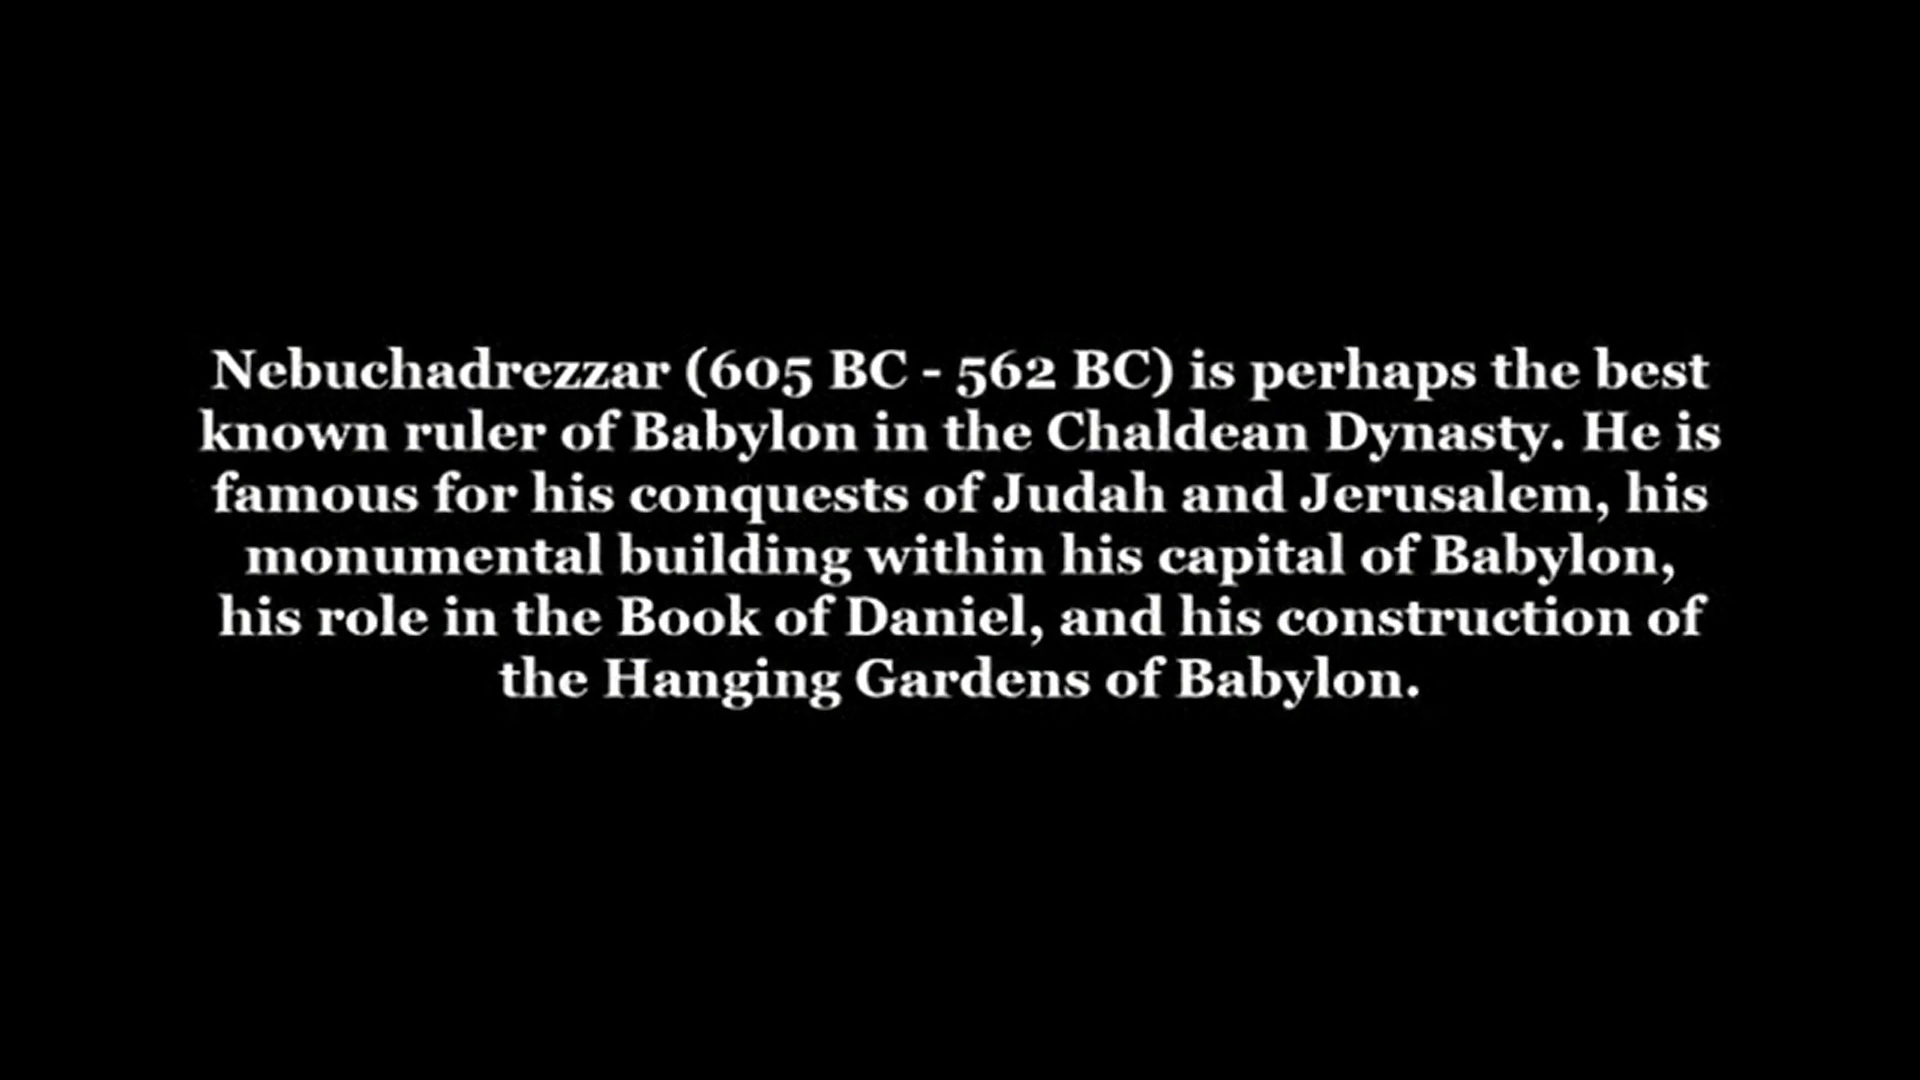 Nebuchadrezzar (605 BC - 562 BC) is perhaps the best
known ruler of Babylon in the Chaldean Dynasty. He is
famous for his conquests of Judah and Jerusalem, his
monumental building within his capital of Babylon,
his role in the Book of Daniel, and his construction of
the Hanging Gardens of Babylon.